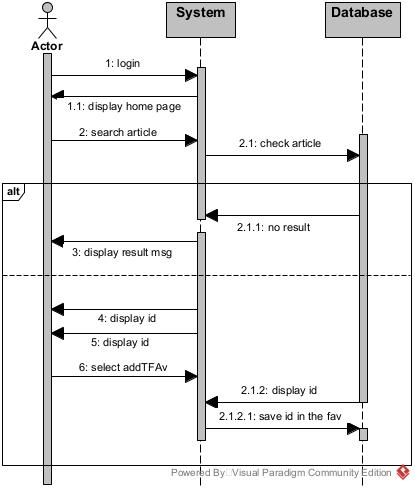 System
Database
Actor
1: login
1.1: display home page
2: search article
2.1: check article
alt
2.1.1: no result
3: display result msg
4: display id
5: display id
6: select addTFAv
2.1.2: display id
2.1.2.1: save id in the fav
Powered By Visual Paradigm Community Edition